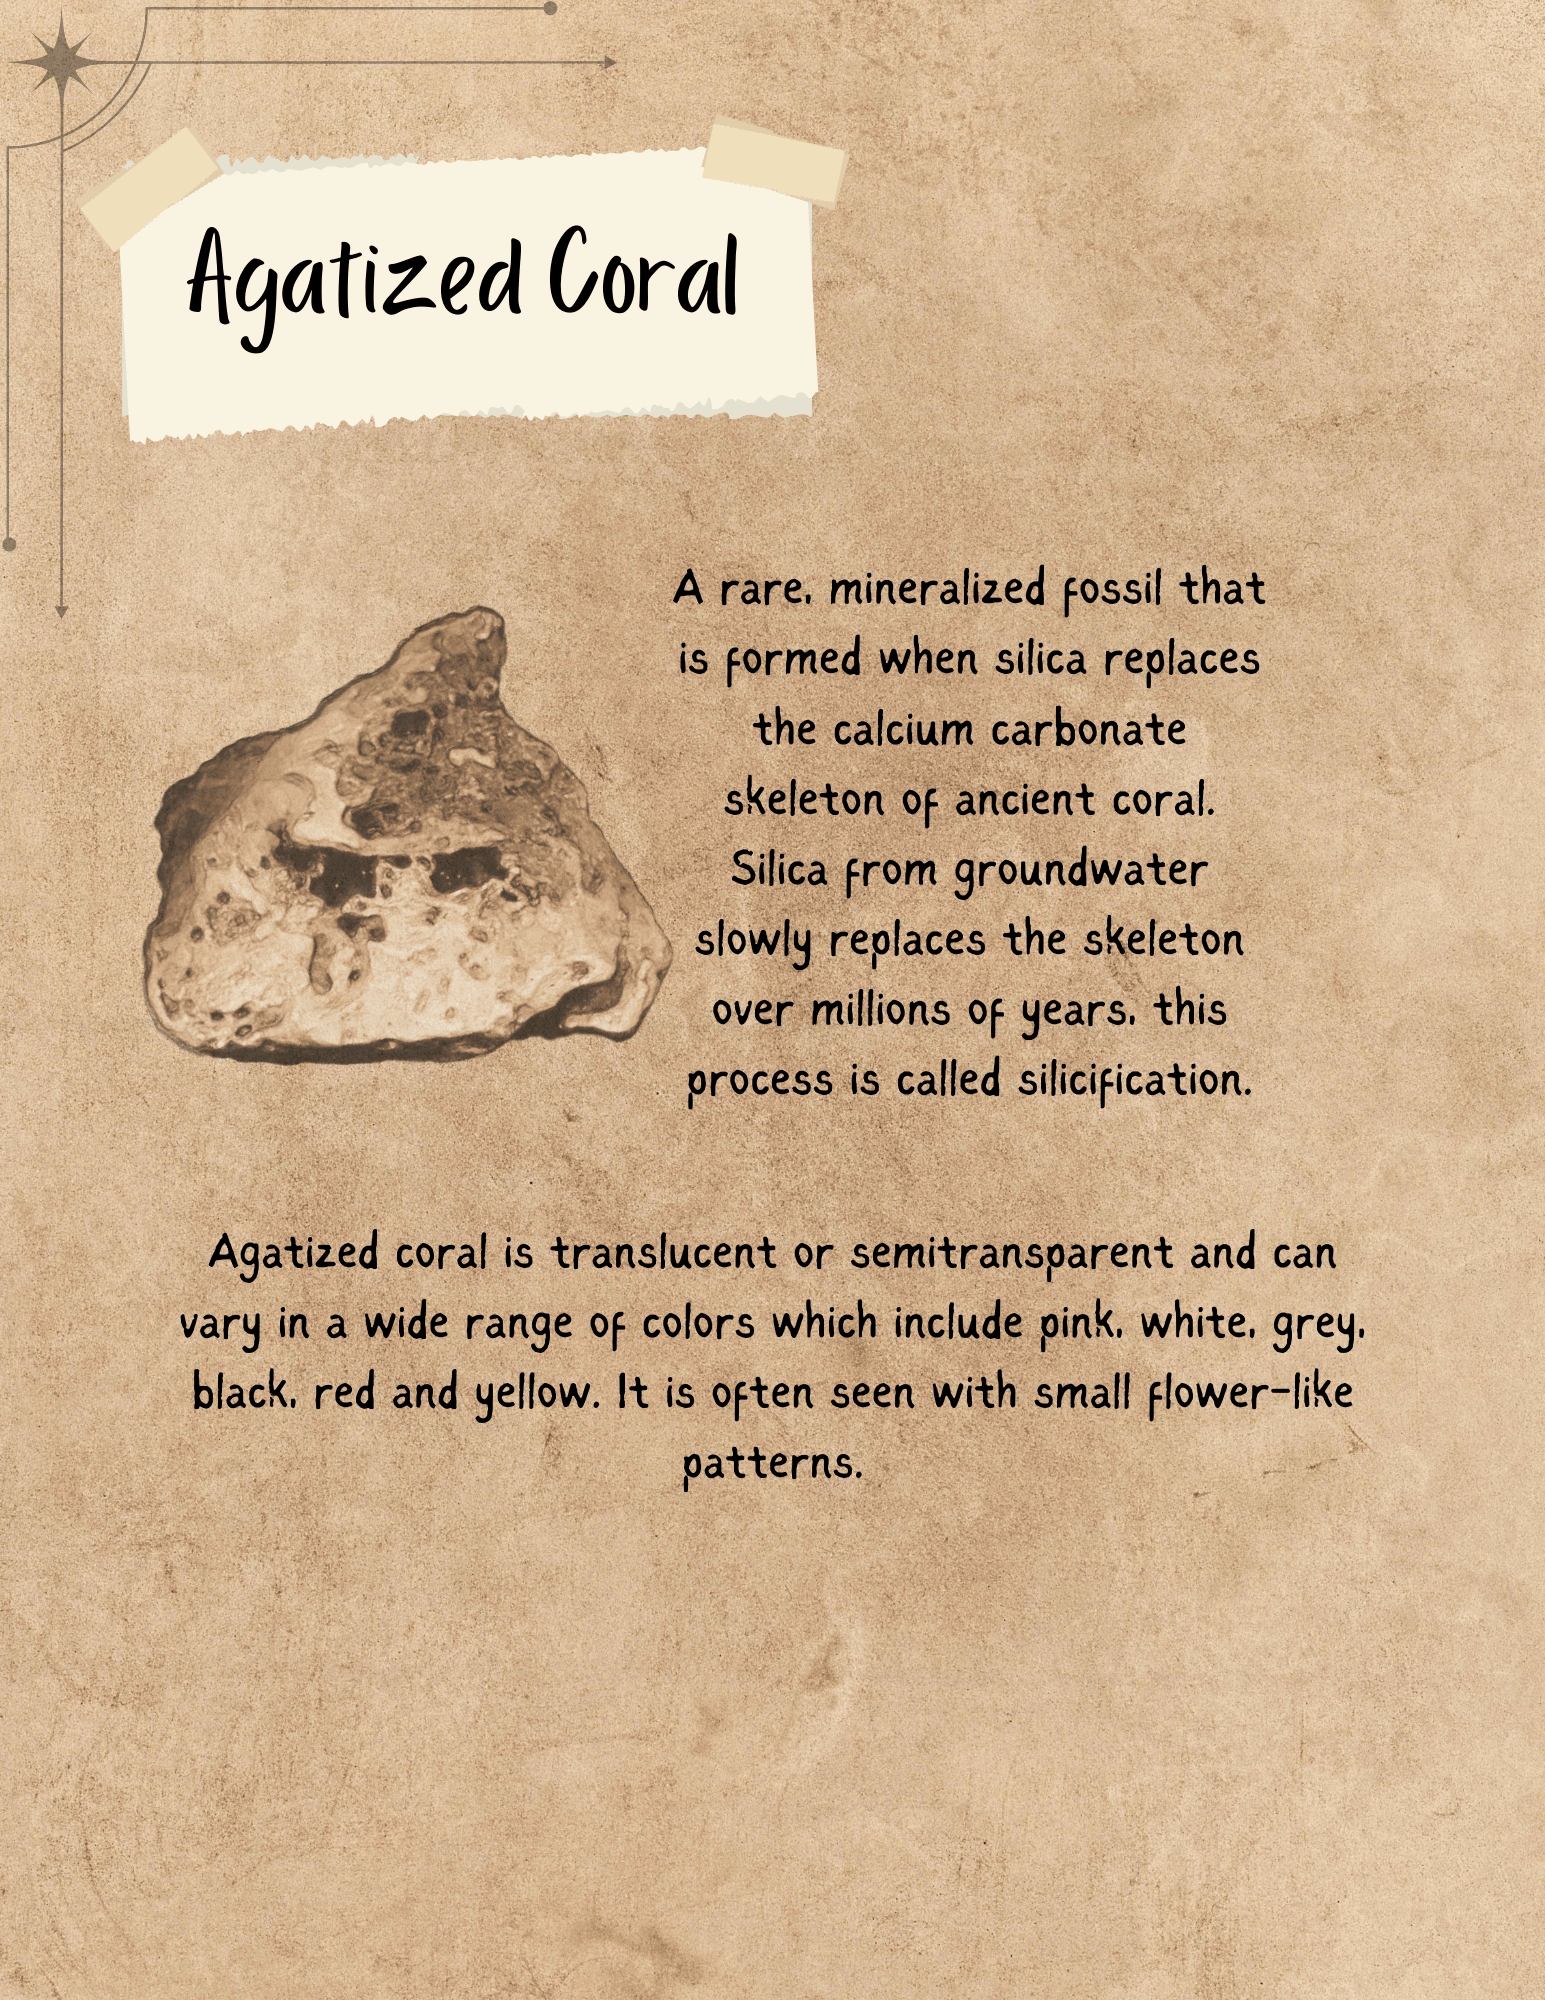 Agatized Coral
A rare, mineralized fossil that
is formed when silica replaces
the calcium carbonate
skeleton of ancient coral.
Silica from groundwater
slowly replaces the skeleton
over millions of years, this
process is called silicification.
Agatized coral is translucent or semitransparent and can
vary in a wide range of colors which include pink, white, grey,
black, red and yellow. It is often seen with small flower-like
patterns.